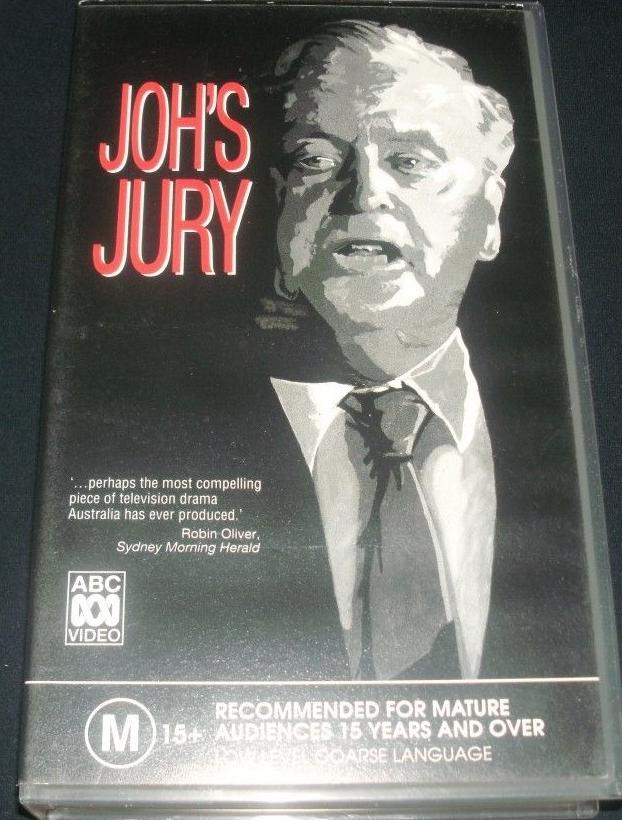 JOH'S
JURY
'...perhaps the most compelling
piece of television drama
Australia has ever produced.'
Robin Oliver,
Sydney Morning Herald
ABC
VIDEO
M 15+ RECOMMENDED FOR MATURE
AUDIENCES 15 YEARS AND OVER
LOW LEVEL COARSE LANGUAGE